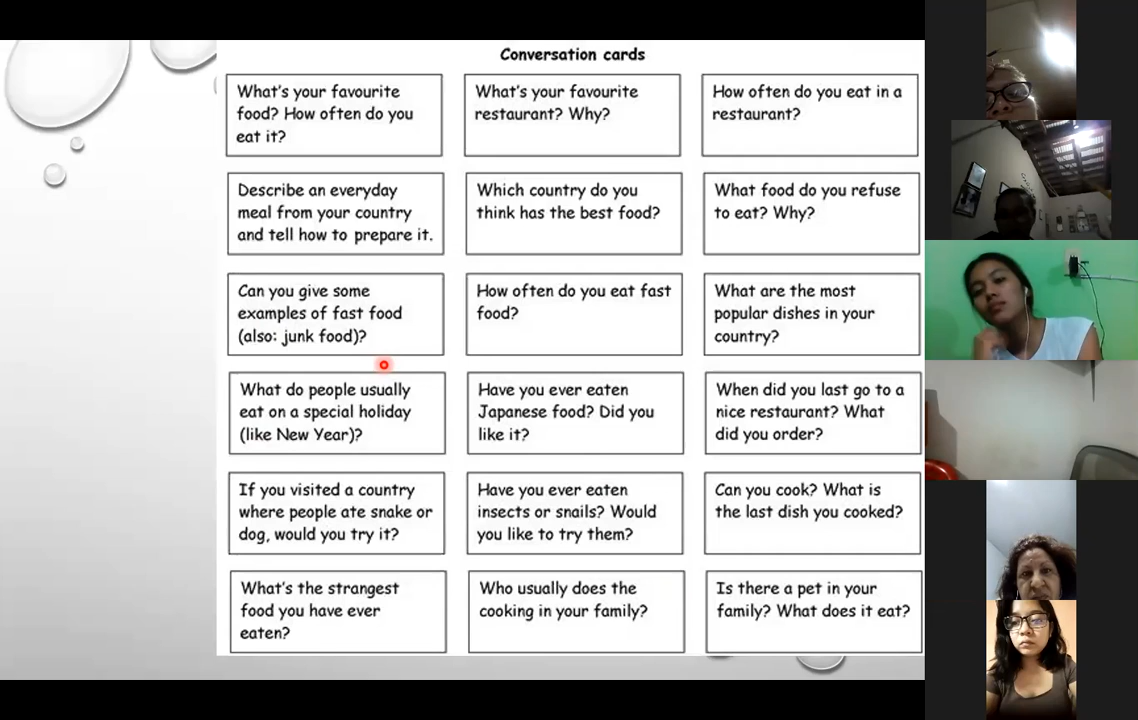 Conversation cards
What's your favourite
food? How often do you
eat it?
What's your favourite
restaurant? Why?
How often do you eat in a
restaurant?
Describe an everyday
meal from your country
and tell how to prepare it.
Which country do you
think has the best food?
What food do you refuse
to eat? Why?
Can you give some
examples of fast food
(also: junk food)?
How often do you eat fast
food?
What are the most
popular dishes in your
country?
What do people usually
eat on a special holiday
(like New Year)?
Have you ever eaten
Japanese food? Did you
like it?
When did you last go to a
nice restaurant? What
did you order?
If you visited a country
where people ate snake or
dog, would you try it?
Have you ever eaten
insects or snails? Would
you like to try them?
Can you cook? What is
the last dish you cooked?
What's the strangest
food you have ever
eaten?
Who usually does the
cooking in your family?
Is there a pet in your
family? What does it eat?